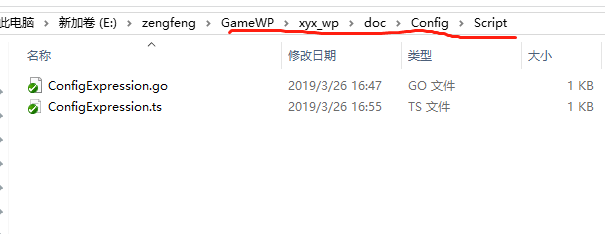 此电脑 > 新加卷 (E:) > zengfeng > GameWP > xyx_wp > doc > Config > Script
名称 修改日期 类型 大小
ConfigExpression.go 2019/3/26 16:47 GO 文件 1 KB
ConfigExpression.ts 2019/3/26 16:55 TS 文件 1 KB